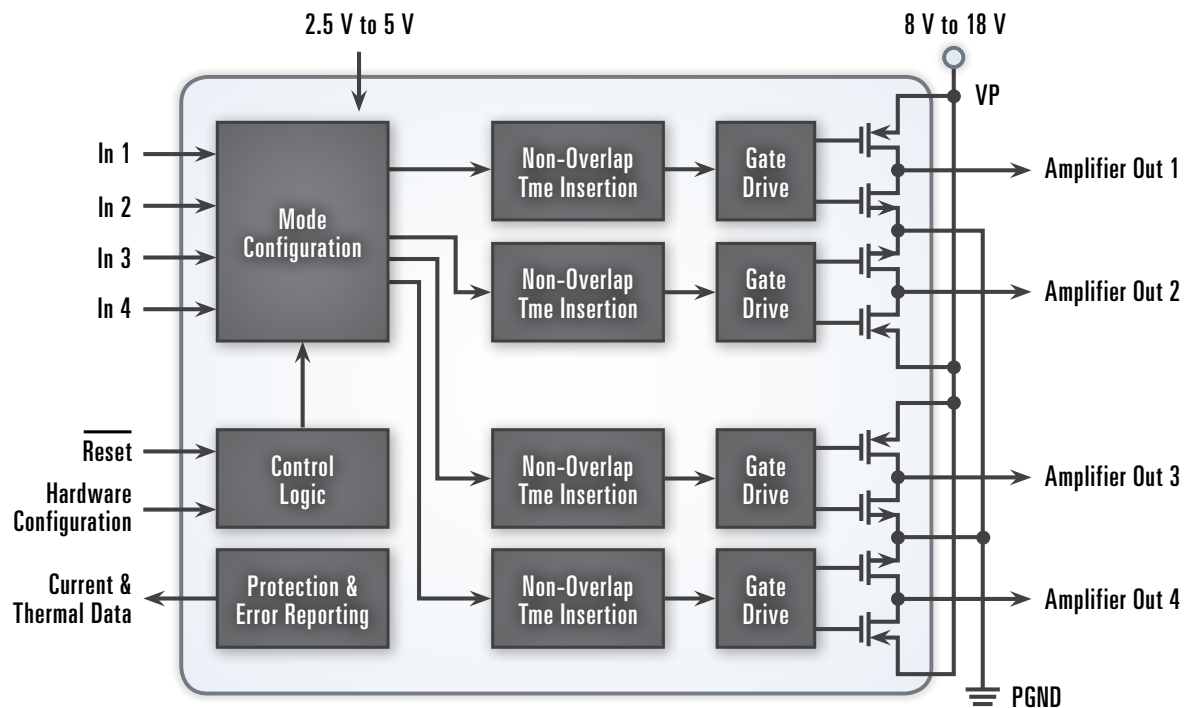 2.5 V to 5 V
8 V to 18 V
VP
In 1
In 2
In 3
In 4
Mode
Configuration
Non-Overlap
Tme Insertion
Gate
Drive
Amplifier Out 1
Non-Overlap
Tme Insertion
Gate
Drive
Amplifier Out 2
Reset
Hardware
Configuration
Control
Logic
Non-Overlap
Tme Insertion
Gate
Drive
Amplifier Out 3
Current &
Thermal Data
Protection &
Error Reporting
Non-Overlap
Tme Insertion
Gate
Drive
Amplifier Out 4
PGND